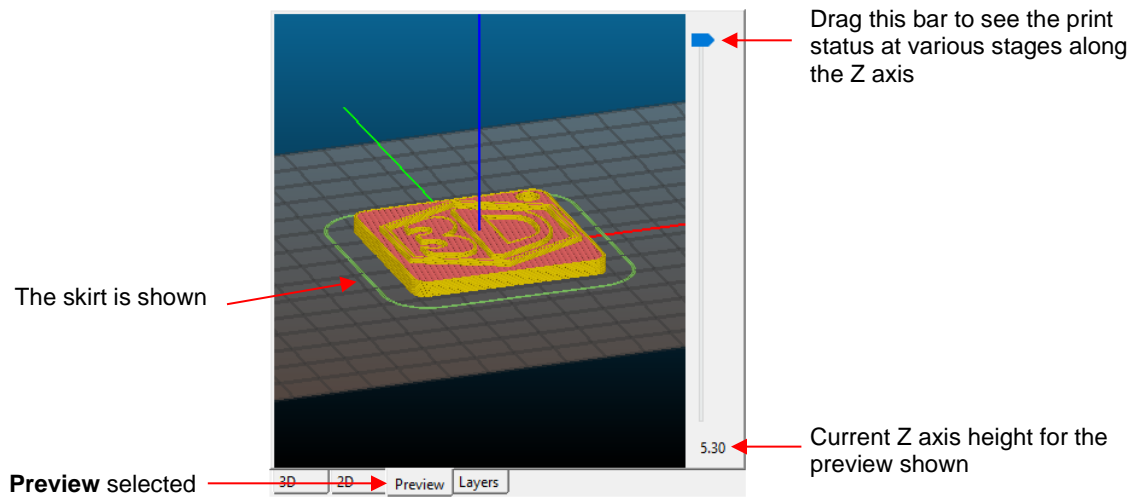 Drag this bar to see the print
status at various stages along
the Z axis
3D
The skirt is shown
5.30
Current Z axis height for the
preview shown
Preview selected
3D 2D Preview Layers